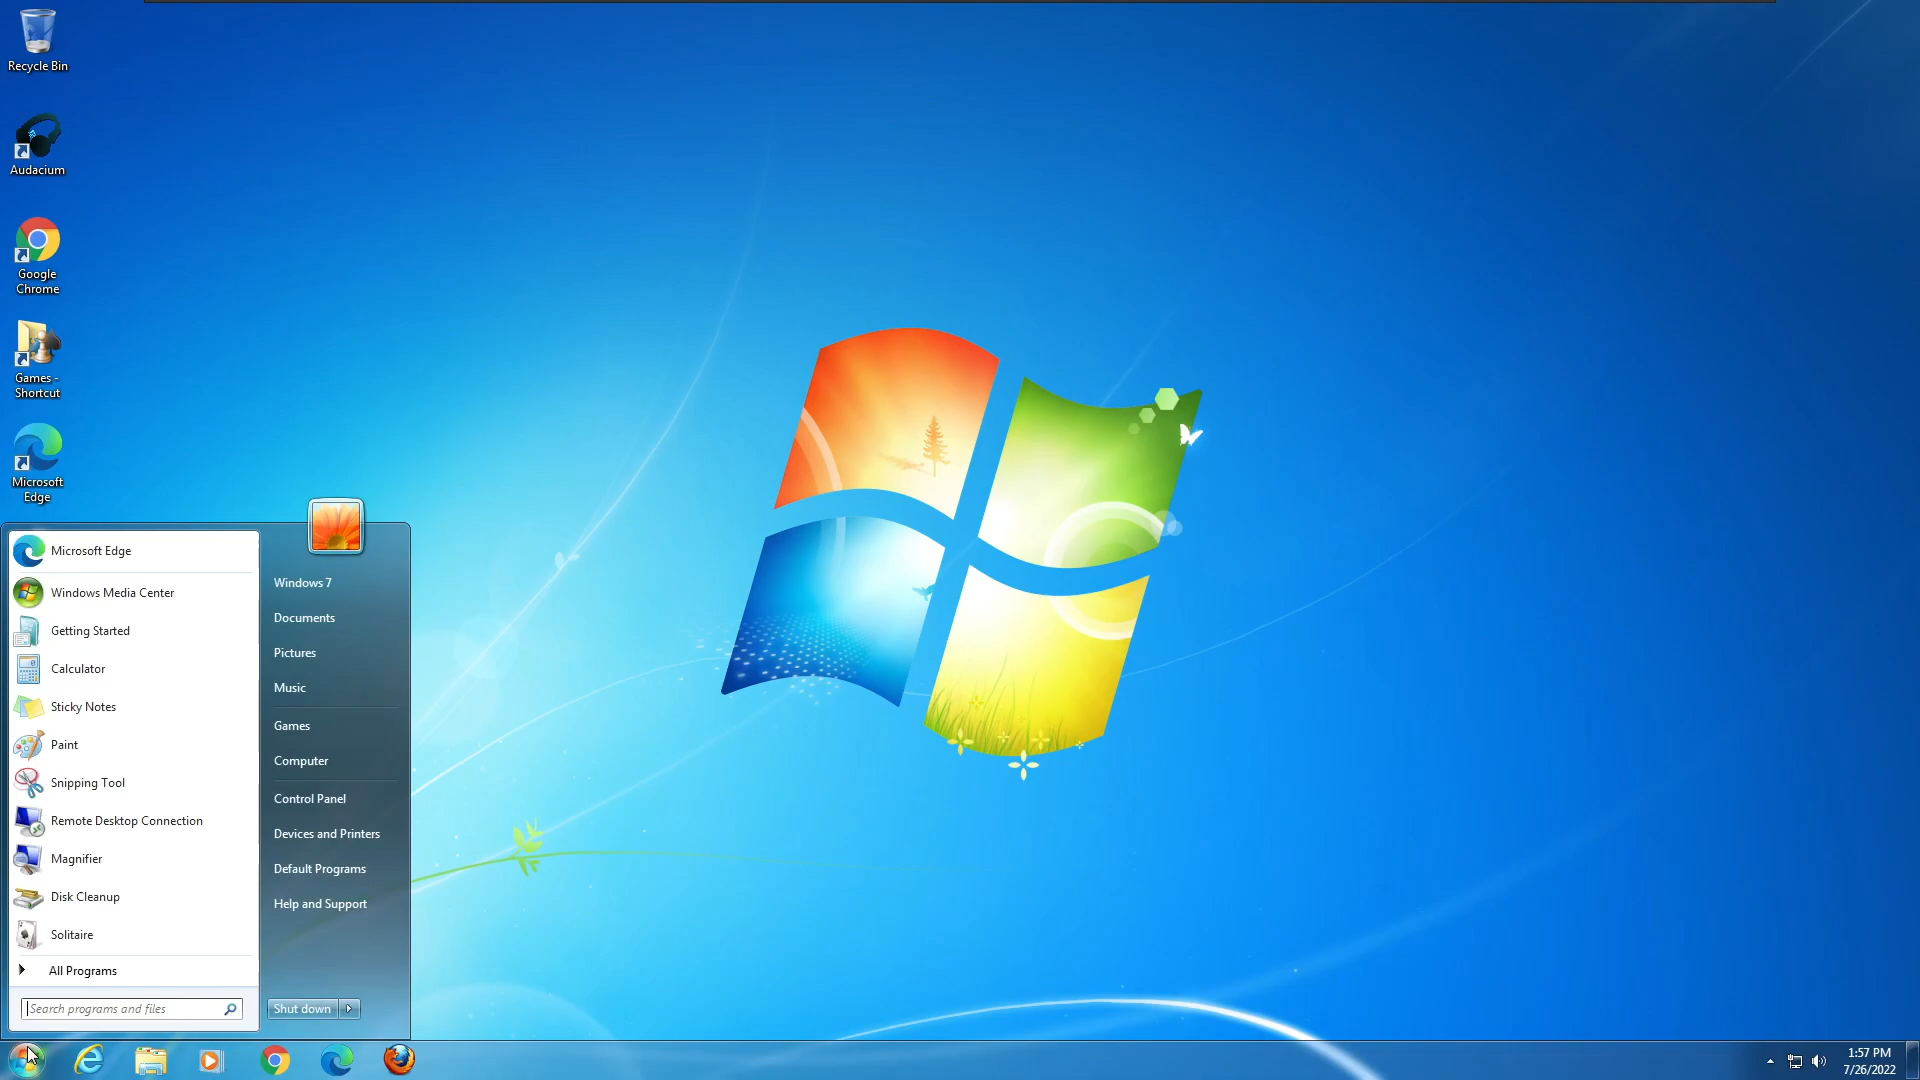 Recycle Bin
Audacium
Google
Chrome
Games -
Shortcut
Microsoft
Edge
Microsoft Edge
Windows Media Center
Getting Started
Calculator
Sticky Notes
Paint
Snipping Tool
Remote Desktop Connection
Magnifier
Disk Cleanup
Solitaire
All Programs
Search programs and files
Windows 7
Documents
Pictures
Music
Games
Computer
Control Panel
Devices and Printers
Default Programs
Help and Support
Shut down
1:57 PM
7/26/2022